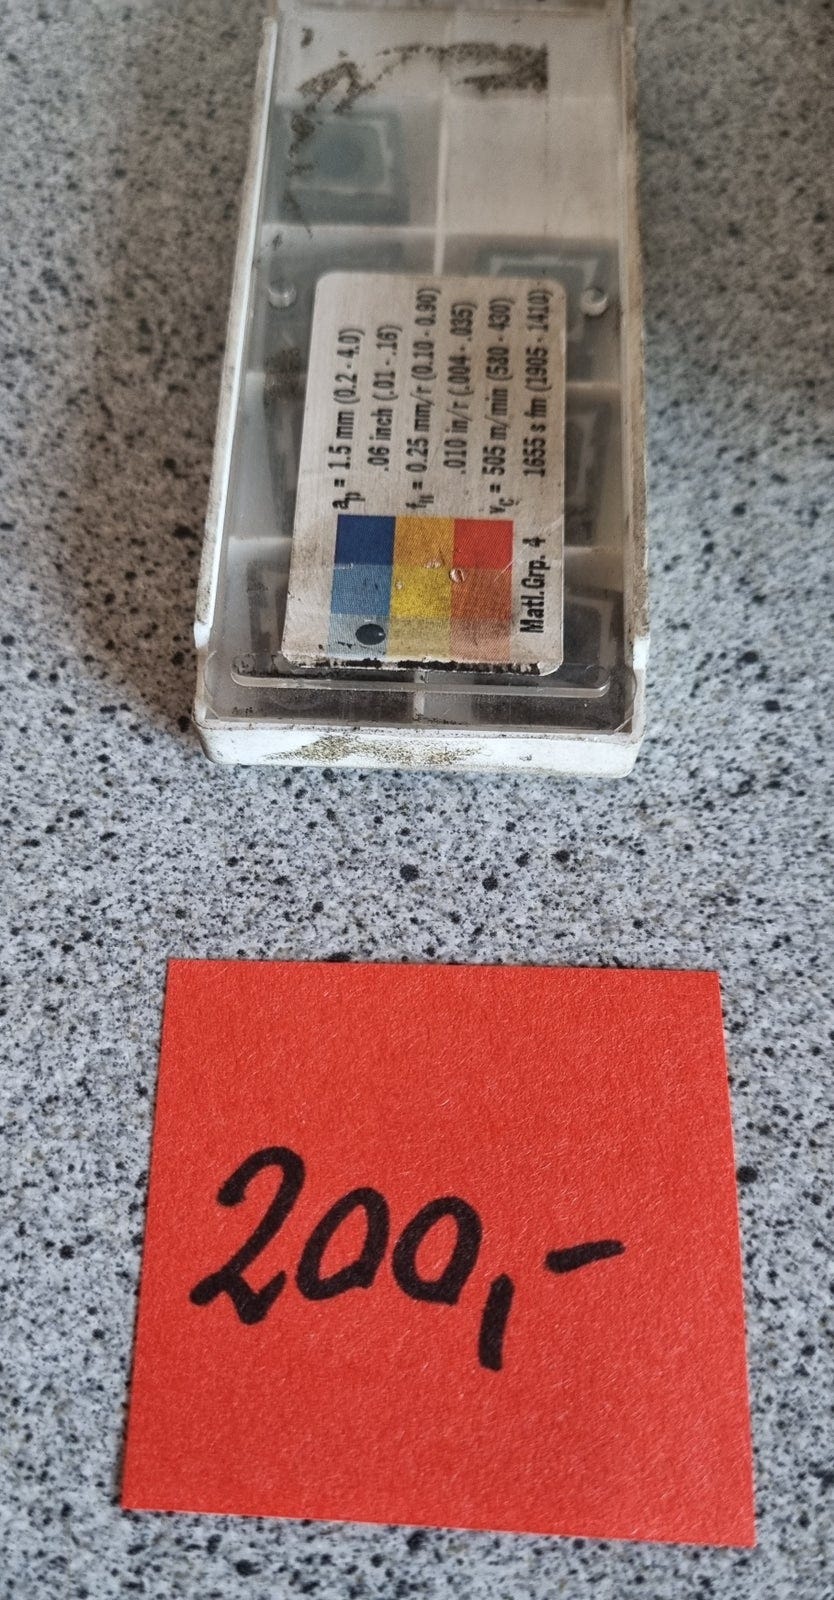 ap = 1.5 mm (0.2 - 4.0)
.06 inch (.01 - .16)
fn = 0.25 mm/r (0.10 - 0.90)
.010 in/r (.004 - .035)
vc = 505 m/min (580 - 430)
1655 s fm (1905 - 1410)
Matl.Grp. 4
200,-